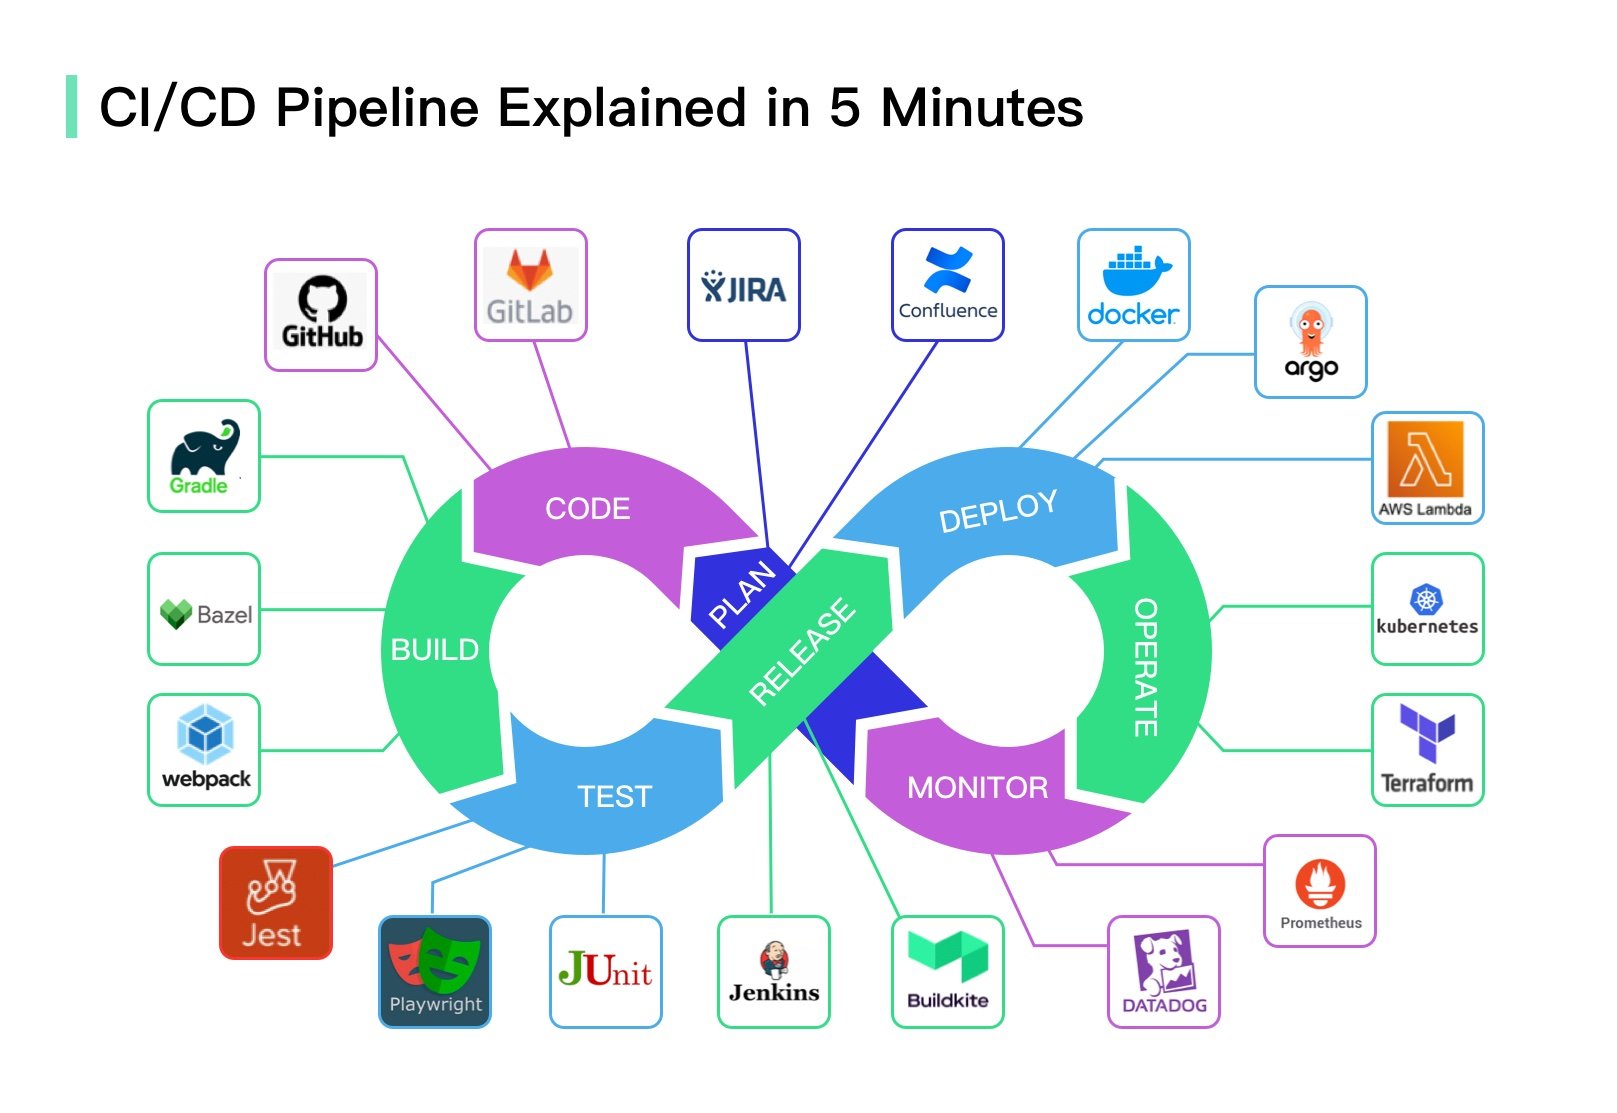 CI/CD Pipeline Explained in 5 Minutes
GitHub
GitLab
JIRA
Confluence
docker
argo
Gradle
AWS Lambda
CODE
DEPLOY
PLAN
Bazel
BUILD
RELEASE
OPERATE
kubernetes
webpack
TEST
MONITOR
Terraform
Jest
Playwright
JUnit
Jenkins
Buildkite
DATADOG
Prometheus